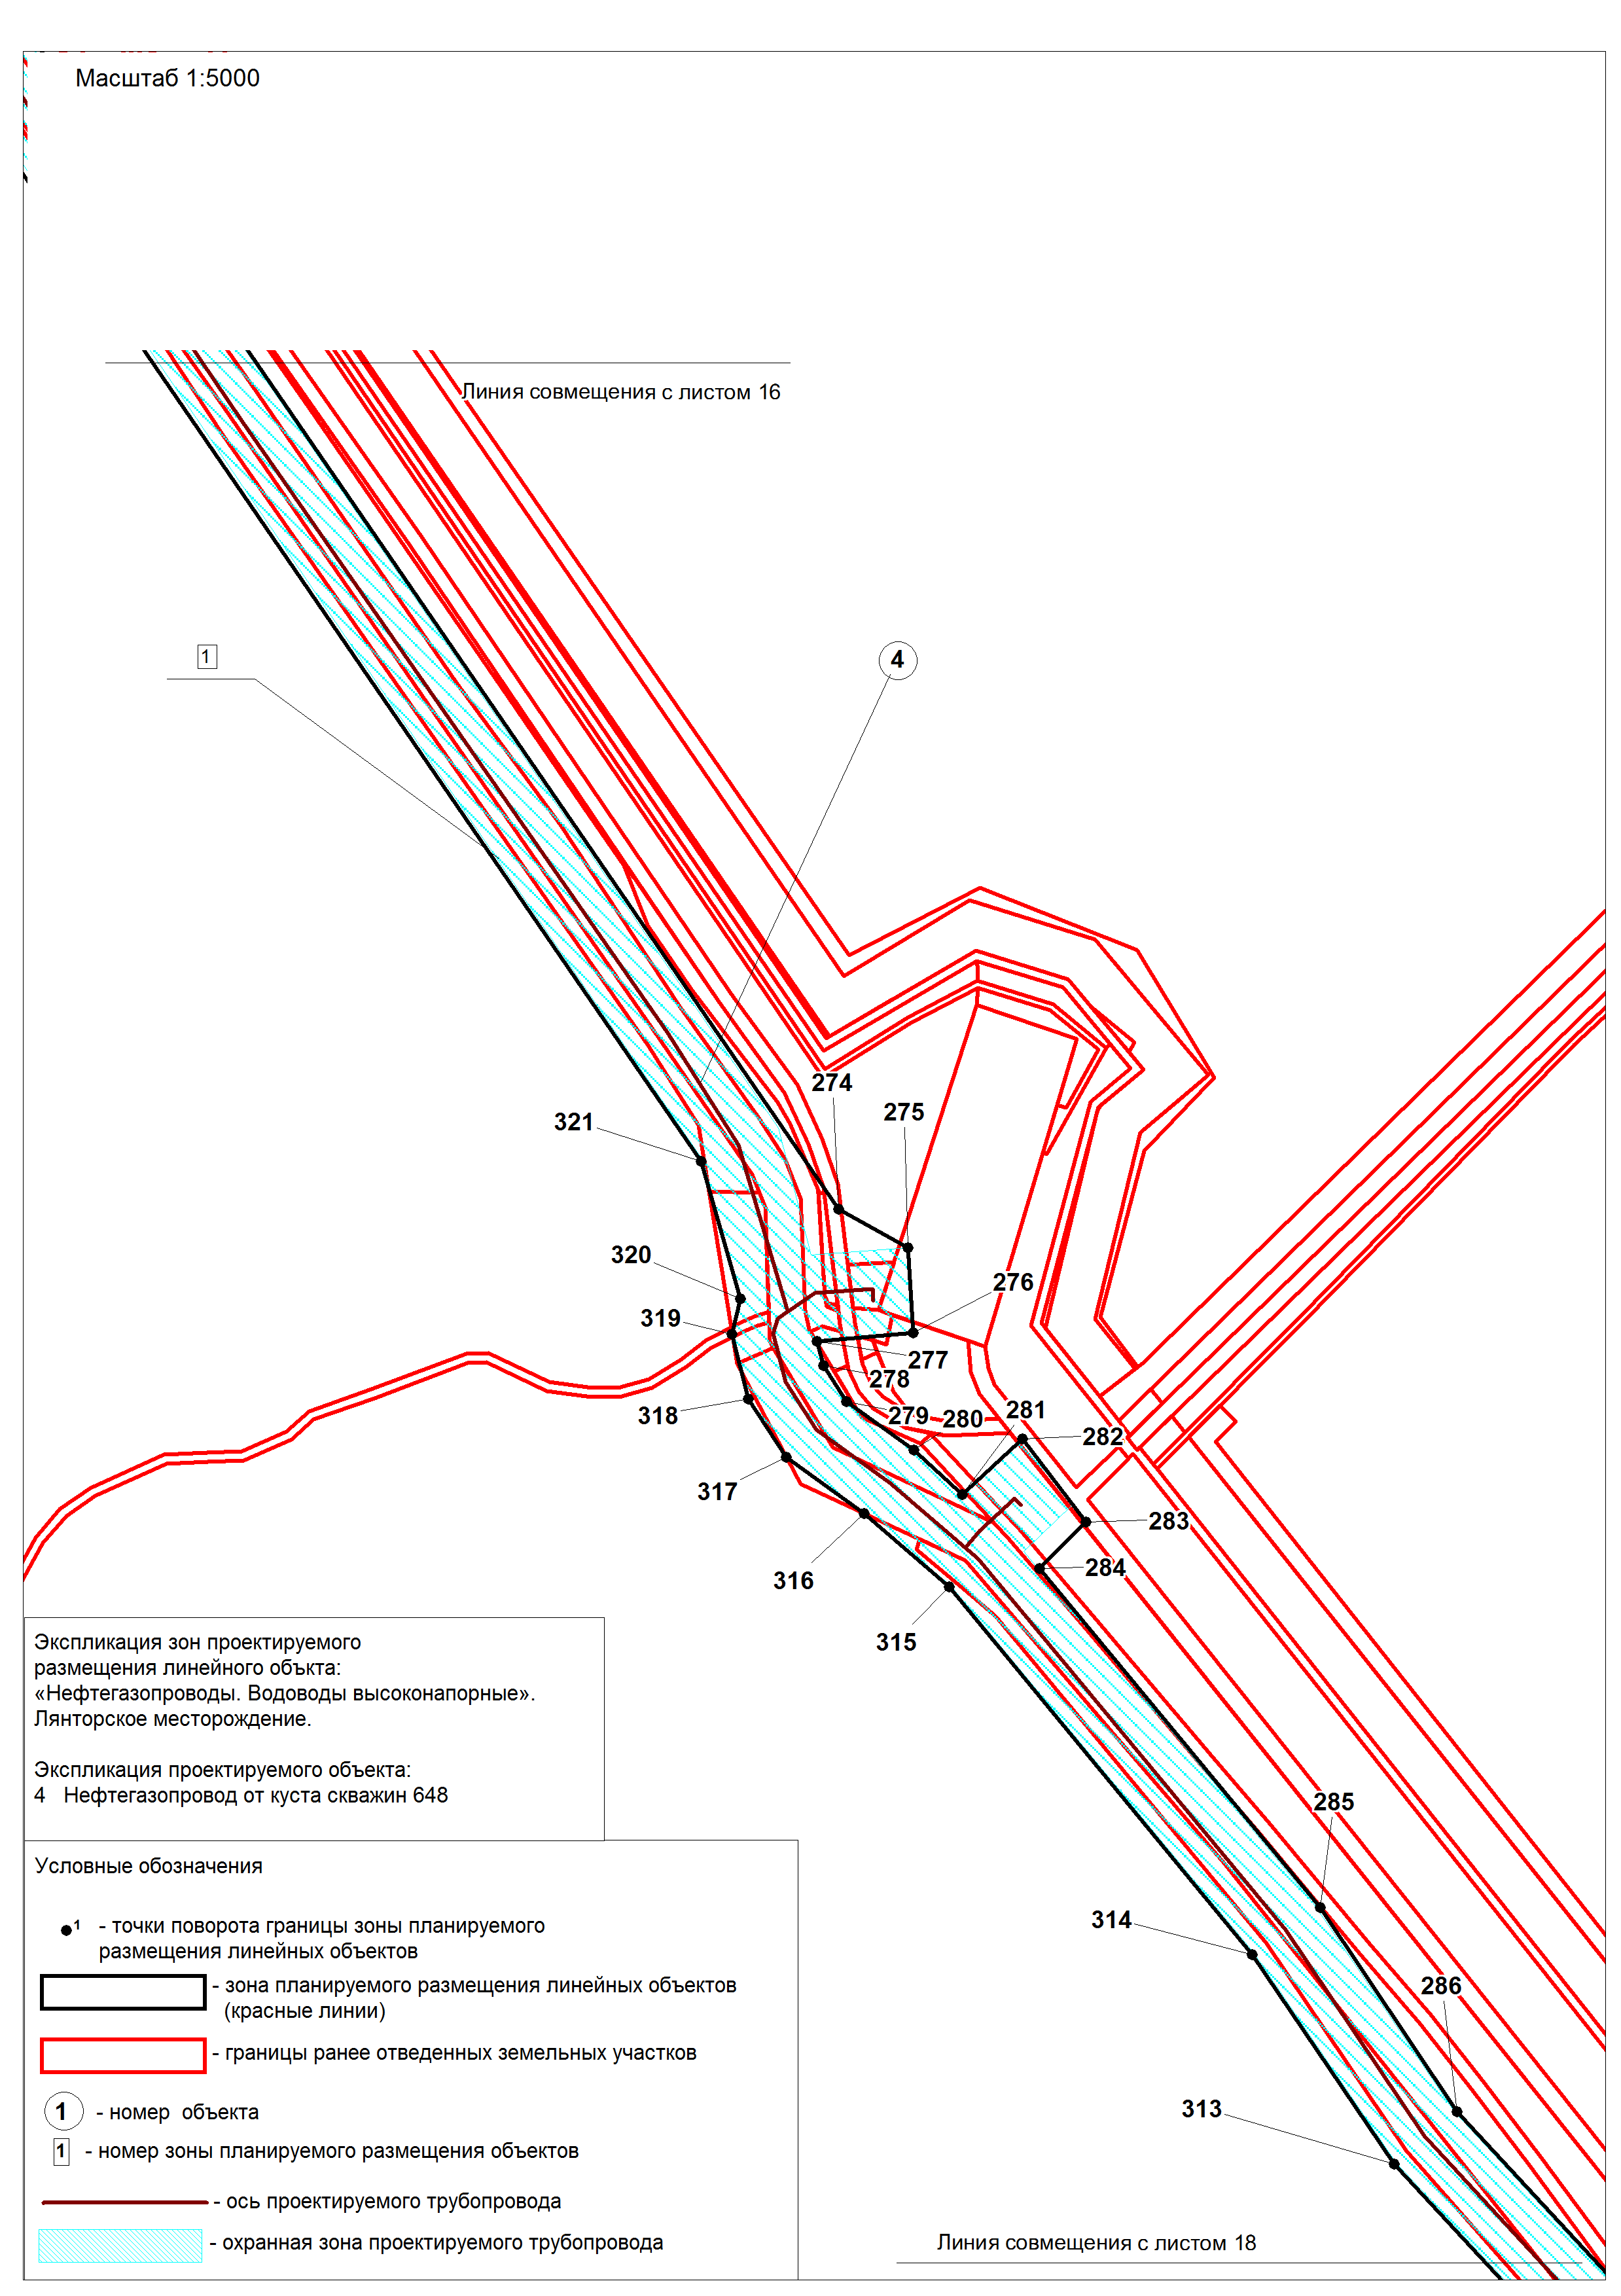 Масштаб 1:5000
Линия совмещения с листом 16
1
4
274
275
321
320
276
319
277
278
318
279
280
281
282
317
283
316
284
315
285
314
286
313
Экспликация зон проектируемого
размещения линейного объкта:
«Нефтегазопроводы. Водоводы высоконапорные».
Лянторское месторождение.
Экспликация проектируемого объекта:
4 Нефтегазопровод от куста скважин 648
Условные обозначения
1 - точки поворота границы зоны планируемого
размещения линейных объектов
- зона планируемого размещения линейных объектов
(красные линии)
- границы ранее отведенных земельных участков
1 - номер объекта
1 - номер зоны планируемого размещения объектов
- ось проектируемого трубопровода
- охранная зона проектируемого трубопровода
Линия совмещения с листом 18